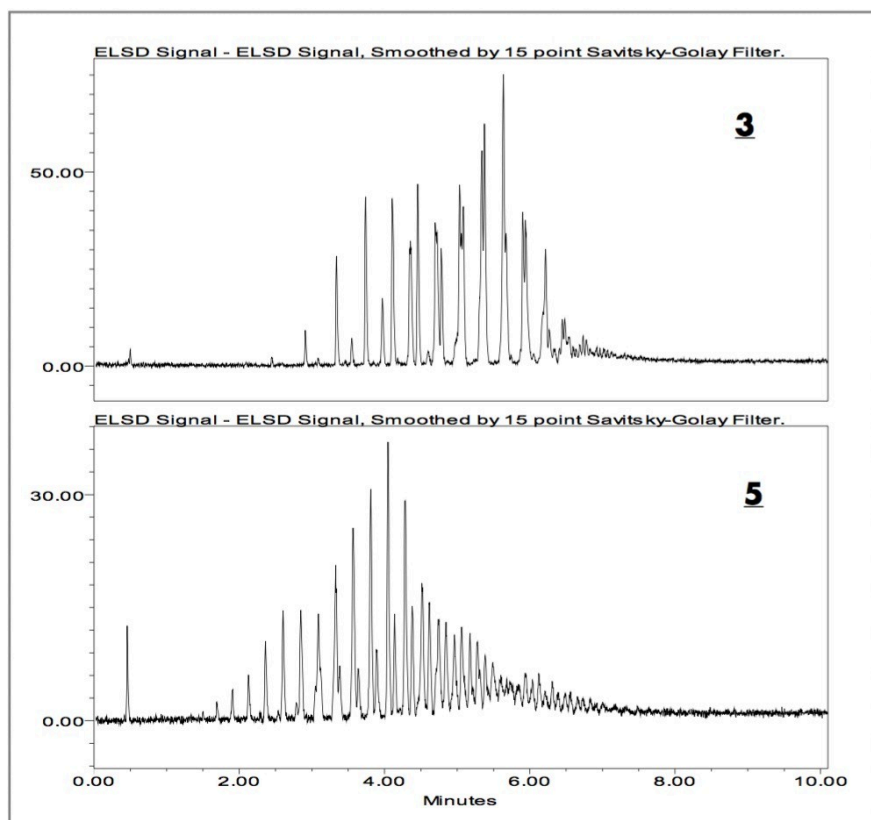 ELSD Signal - ELSD Signal, Smoothed by 15 point Savitsky-Golay Filter.
3
50.00
0.00
ELSD Signal - ELSD Signal, Smoothed by 15 point Savitsky-Golay Filter.
5
30.00
0.00
0.00 2.00 4.00 6.00 8.00 10.00
Minutes